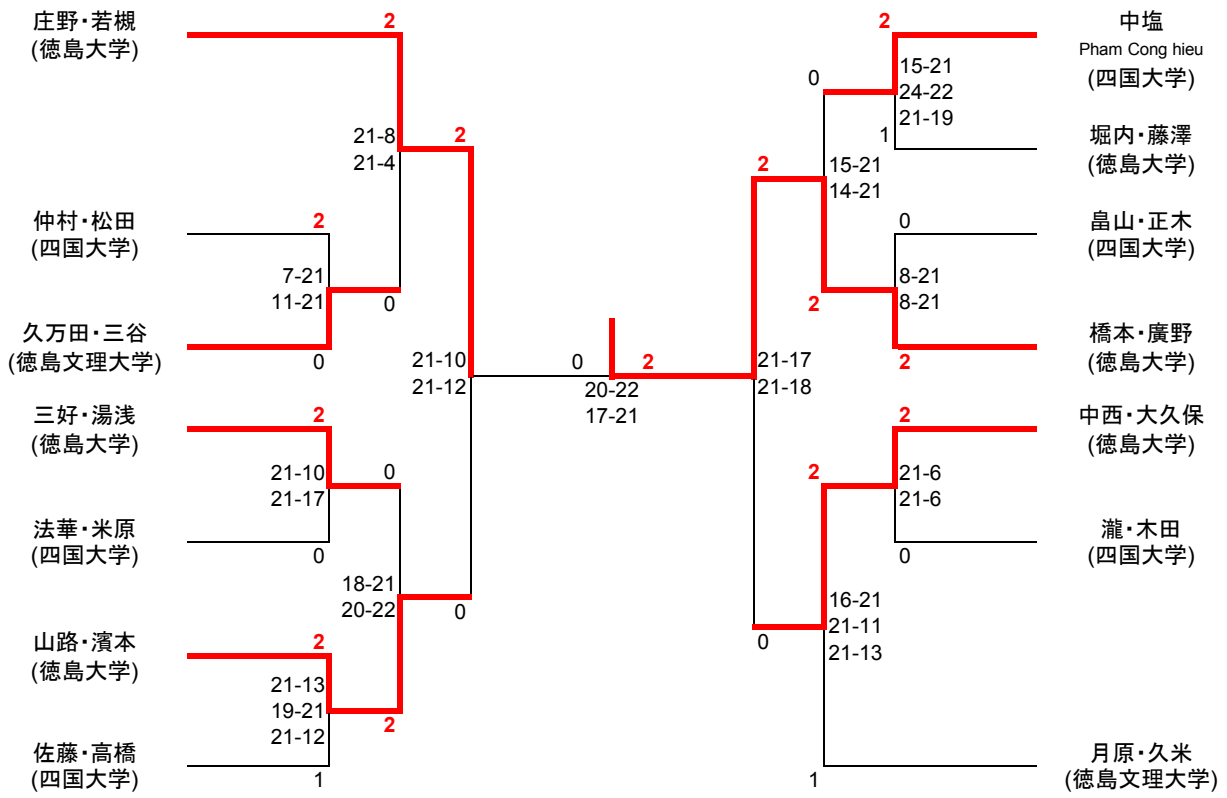 庄野・若槻
(徳島大学)
2
21-8
21-4
2
仲村・松田
(四国大学)
2
7-21
11-21
0
久万田・三谷
(徳島文理大学)
0
21-10
21-12
三好・湯浅
(徳島大学)
2
21-10
21-17
0
法華・米原
(四国大学)
0
18-21
20-22
0
山路・濱本
(徳島大学)
2
21-13
19-21
21-12
2
佐藤・高橋
(四国大学)
1
0
2
20-22
17-21
中塩
Pham Cong hieu
(四国大学)
2
0
15-21
24-22
21-19
堀内・藤澤
(徳島大学)
1
2
15-21
14-21
畠山・正木
(四国大学)
0
8-21
8-21
2
橋本・廣野
(徳島大学)
2
21-17
21-18
中西・大久保
(徳島大学)
2
2
21-6
21-6
瀧・木田
(四国大学)
0
0
16-21
21-11
21-13
月原・久米
(徳島文理大学)
1